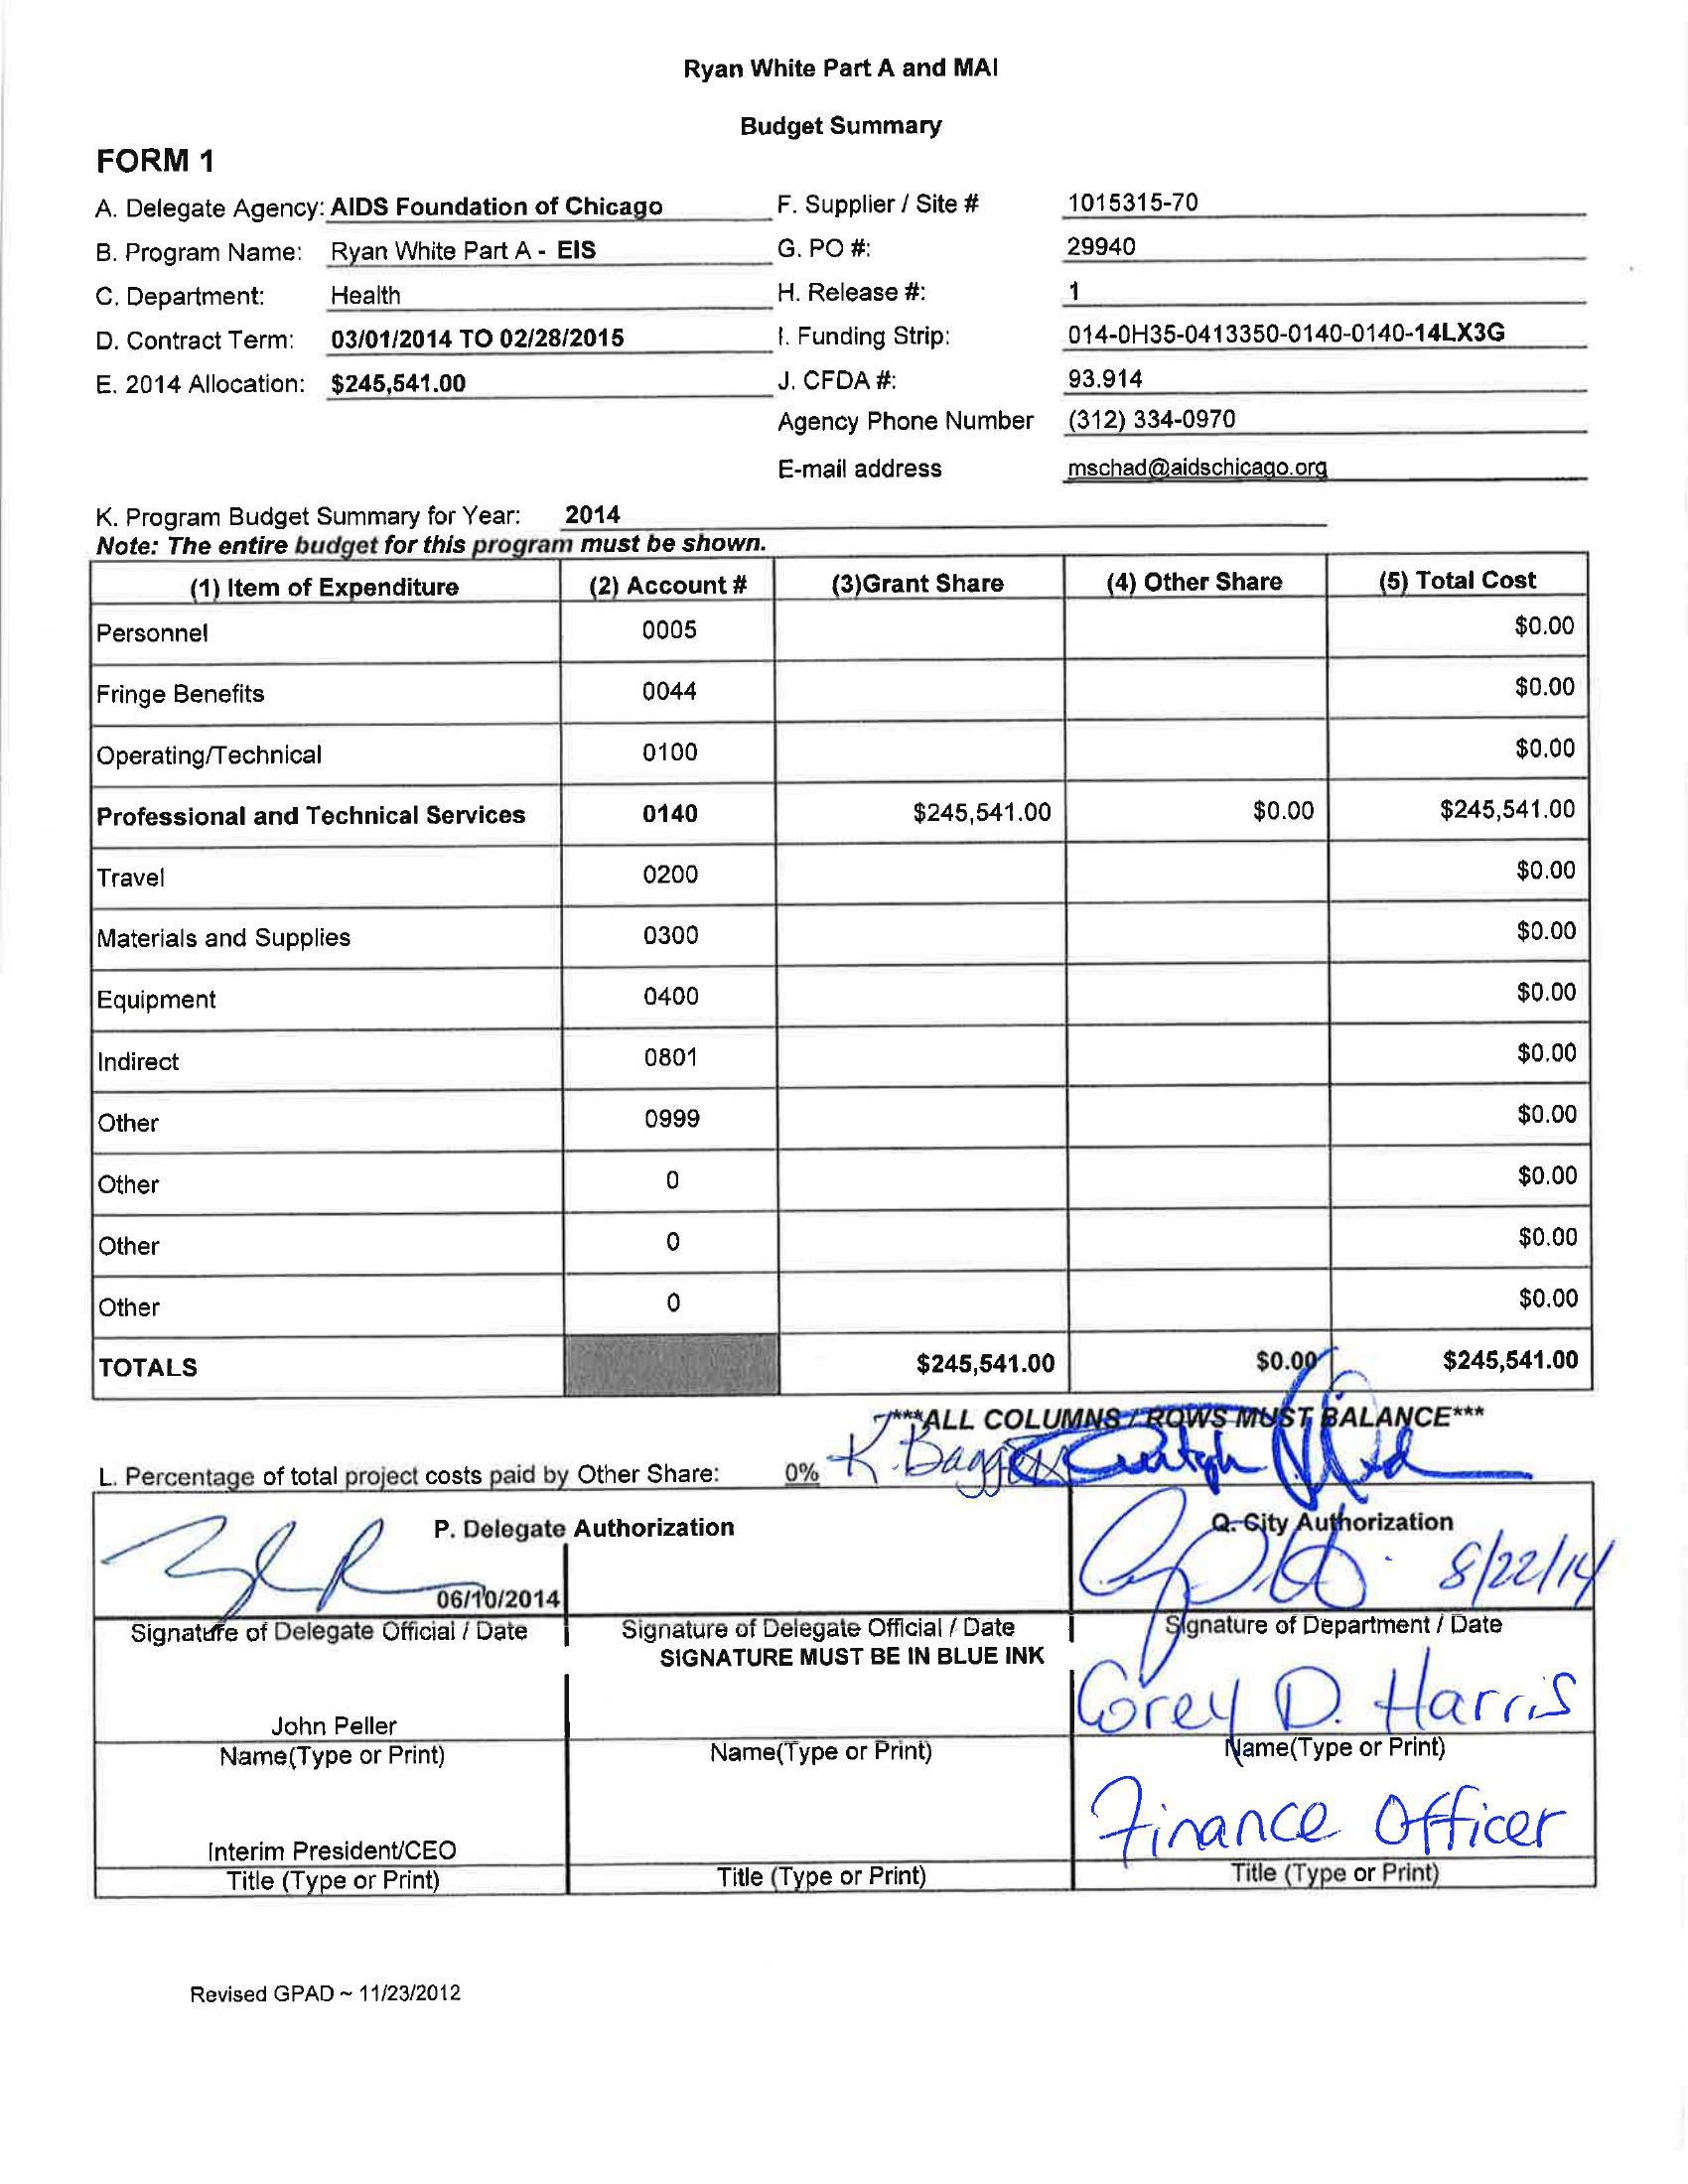 Ryan White Part A and MAI
Budget Summary
FORM 1
A. Delegate Agency: AIDS Foundation of Chicago F. Supplier / Site # 1015315-70
B. Program Name: Ryan White Part A - EIS G. PO #: 29940
C. Department: Health H. Release #: 1
D. Contract Term: 03/01/2014 TO 02/28/2015 I. Funding Strip: 014-0H35-0413350-0140-0140-14LX3G
E. 2014 Allocation: $245,541.00 J. CFDA #: 93.914
Agency Phone Number (312) 334-0970
E-mail address mschad@aidschicago.org
K. Program Budget Summary for Year: 2014
Note: The entire budget for this program must be shown.
(1) Item of Expenditure (2) Account # (3)Grant Share (4) Other Share (5) Total Cost
Personnel 0005 $0.00
Fringe Benefits 0044 $0.00
Operating/Technical 0100 $0.00
Professional and Technical Services 0140 $245,541.00 $0.00 $245,541.00
Travel 0200 $0.00
Materials and Supplies 0300 $0.00
Equipment 0400 $0.00
Indirect 0801 $0.00
Other 0999 $0.00
Other 0 $0.00
Other 0 $0.00
Other 0 $0.00
TOTALS $245,541.00 $0.00 $245,541.00
***ALL COLUMNS / ROWS MUST BALANCE***
L. Percentage of total project costs paid by Other Share: 0% K.
P. Delegate Authorization Q. City Authorization
06/10/2014 8/22/14
Signature of Delegate Official / Date Signature of Delegate Official / Date Signature of Department / Date
SIGNATURE MUST BE IN BLUE INK
John Peller Corey D. Harris
Name(Type or Print) Name(Type or Print) Name(Type or Print)
Interim President/CEO Finance Officer
Title (Type or Print) Title (Type or Print) Title (Type or Print)
Revised GPAD ~ 11/23/2012